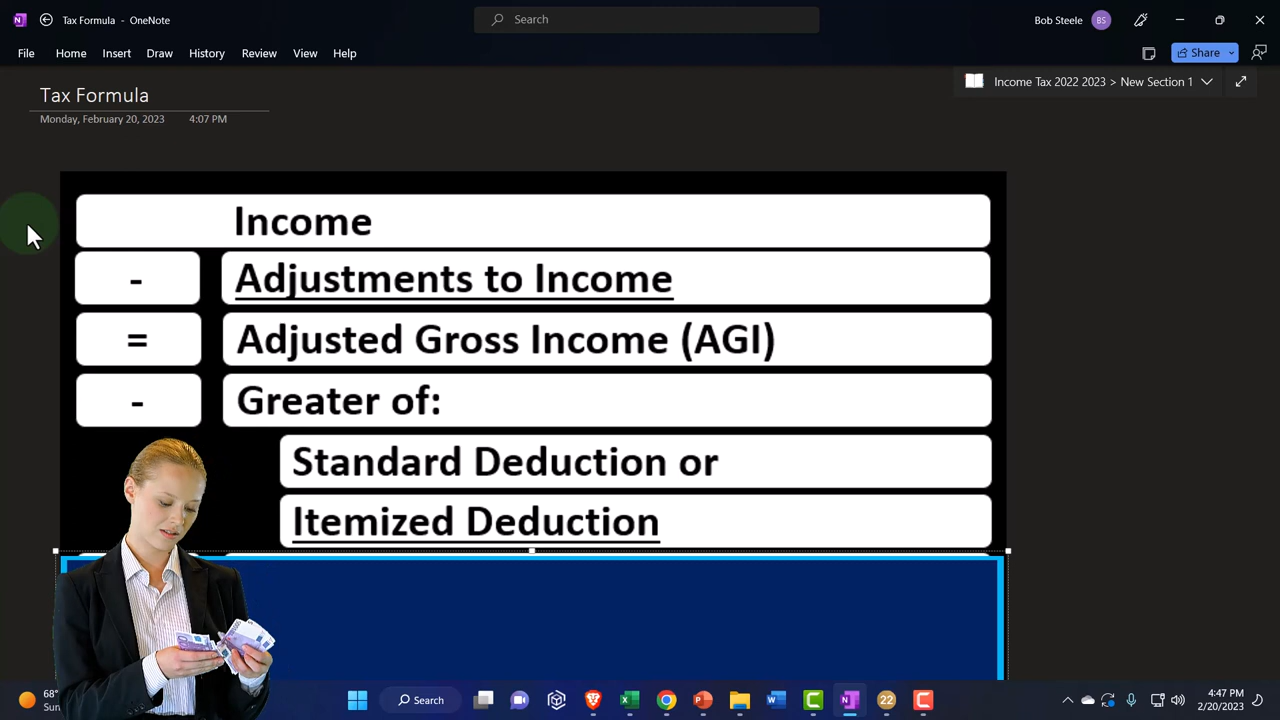 Tax Formula - OneNote
Search
Bob Steele
BS
File Home Insert Draw History Review View Help
Share
Tax Formula
Income Tax 2022 2023 > New Section 1
Monday, February 20, 2023 4:07 PM
Income
- Adjustments to Income
= Adjusted Gross Income (AGI)
- Greater of:
Standard Deduction or
Itemized Deduction
68°
Search
22
4:47 PM
2/20/2023